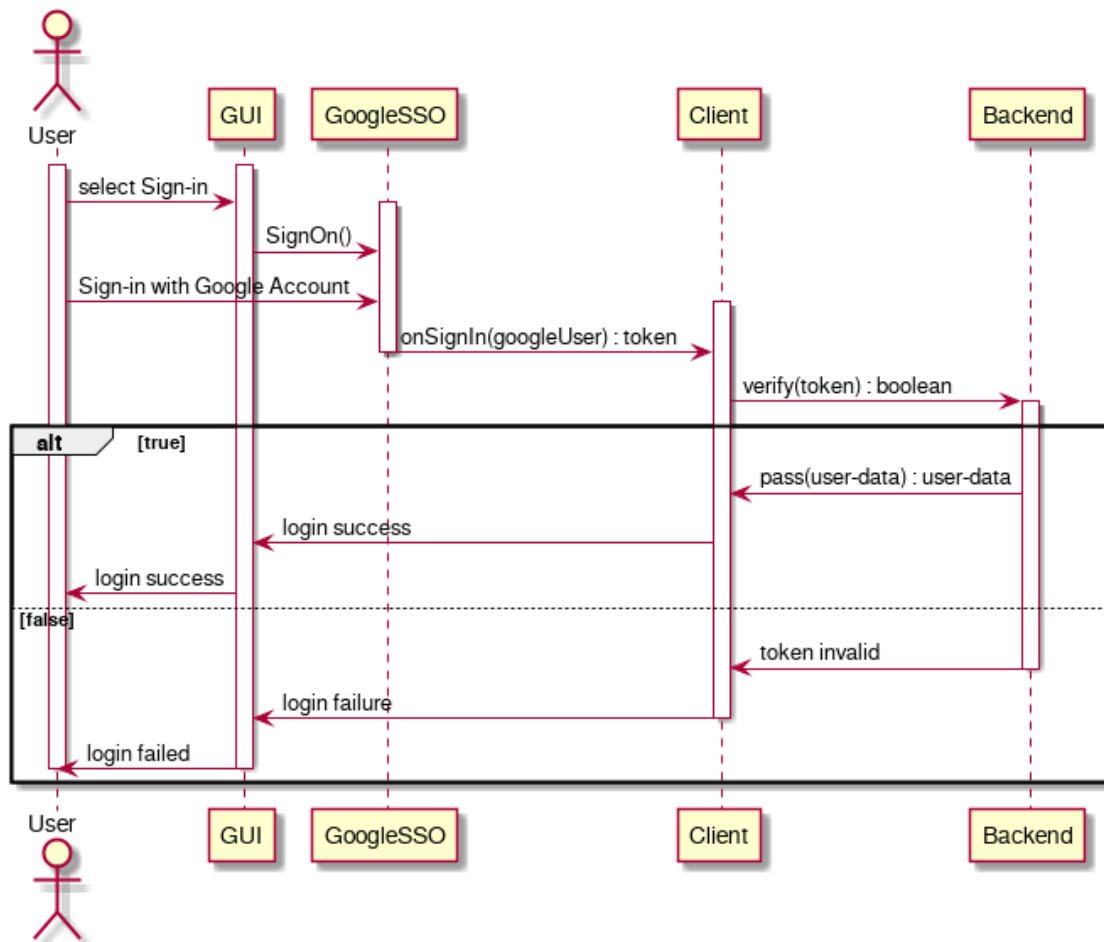 User
GUI
GoogleSSO
Client
Backend
select Sign-in
SignOn()
Sign-in with Google Account
onSignIn(googleUser) : token
verify(token) : boolean
alt
[true]
pass(user-data) : user-data
login success
login success
[false]
token invalid
login failure
login failed
User
GUI
GoogleSSO
Client
Backend